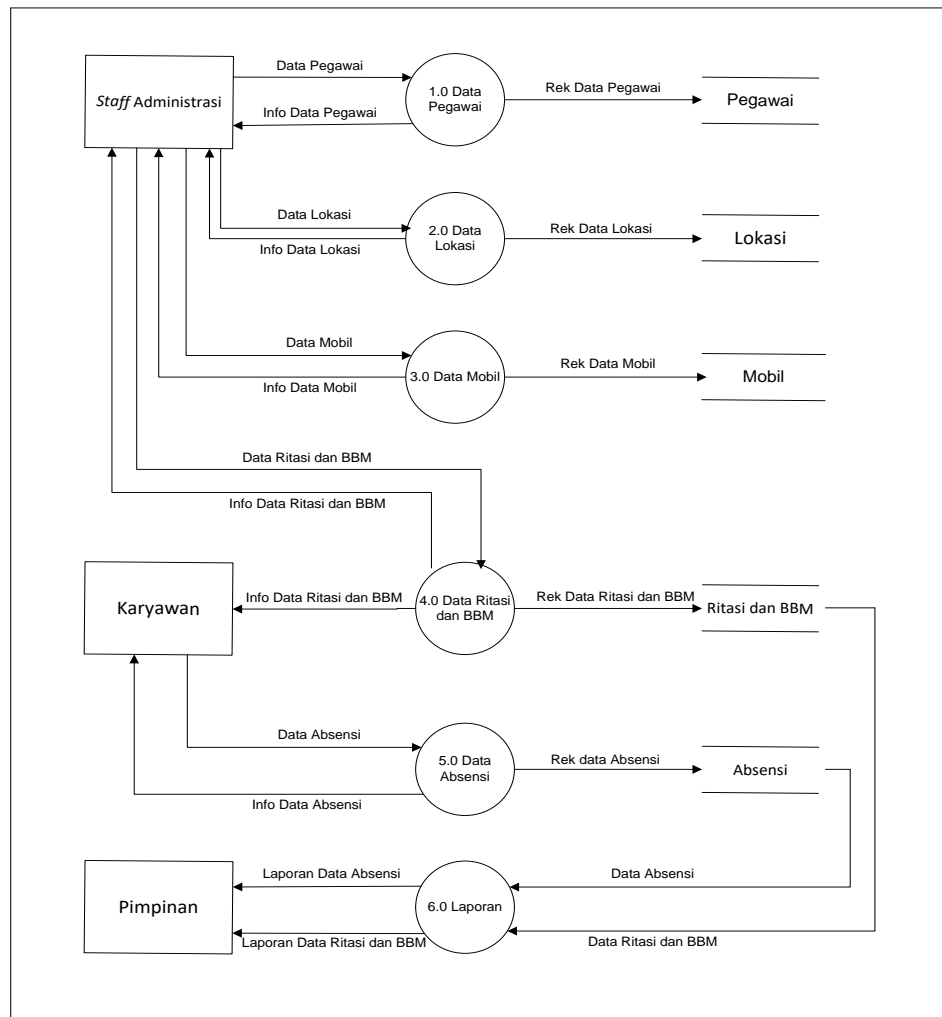 Staff Administrasi
Data Pegawai
Info Data Pegawai
1.0 Data
Pegawai
Rek Data Pegawai
Pegawai
Data Lokasi
Info Data Lokasi
2.0 Data
Lokasi
Rek Data Lokasi
Lokasi
Data Mobil
Info Data Mobil
3.0 Data Mobil
Rek Data Mobil
Mobil
Data Ritasi dan BBM
Info Data Ritasi dan BBM
Karyawan
Info Data Ritasi dan BBM
4.0 Data Ritasi
dan BBM
Rek Data Ritasi dan BBM
Ritasi dan BBM
Data Absensi
Info Data Absensi
5.0 Data
Absensi
Rek data Absensi
Absensi
Pimpinan
Laporan Data Absensi
Laporan Data Ritasi dan BBM
6.0 Laporan
Data Absensi
Data Ritasi dan BBM